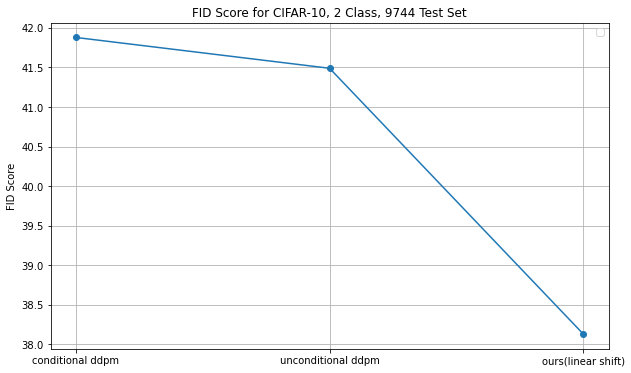 FID Score for CIFAR-10, 2 Class, 9744 Test Set
42.0
41.5
41.0
40.5
40.0
39.5
39.0
38.5
38.0
FID Score
conditional ddpm
unconditional ddpm
ours(linear shift)